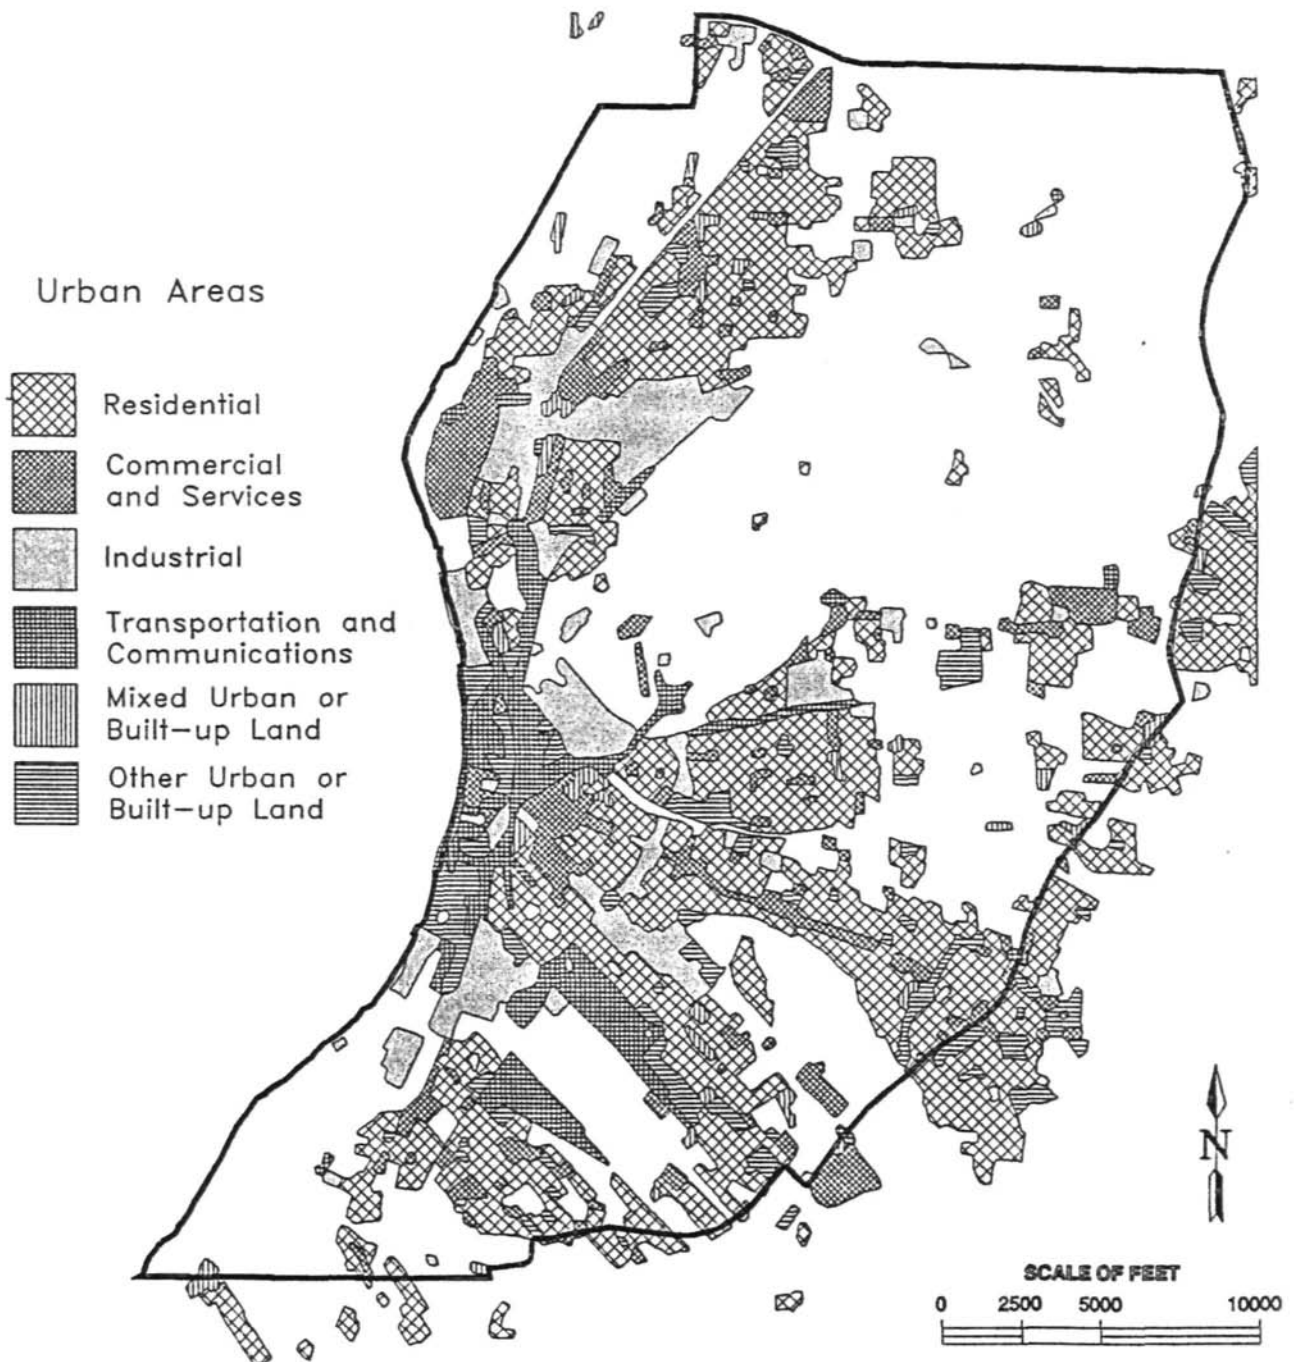 Urban Areas
Residential
Commercial
and Services
Industrial
Transportation and
Communications
Mixed Urban or
Built-up Land
Other Urban or
Built-up Land
N
SCALE OF FEET
0 2500 5000 10000